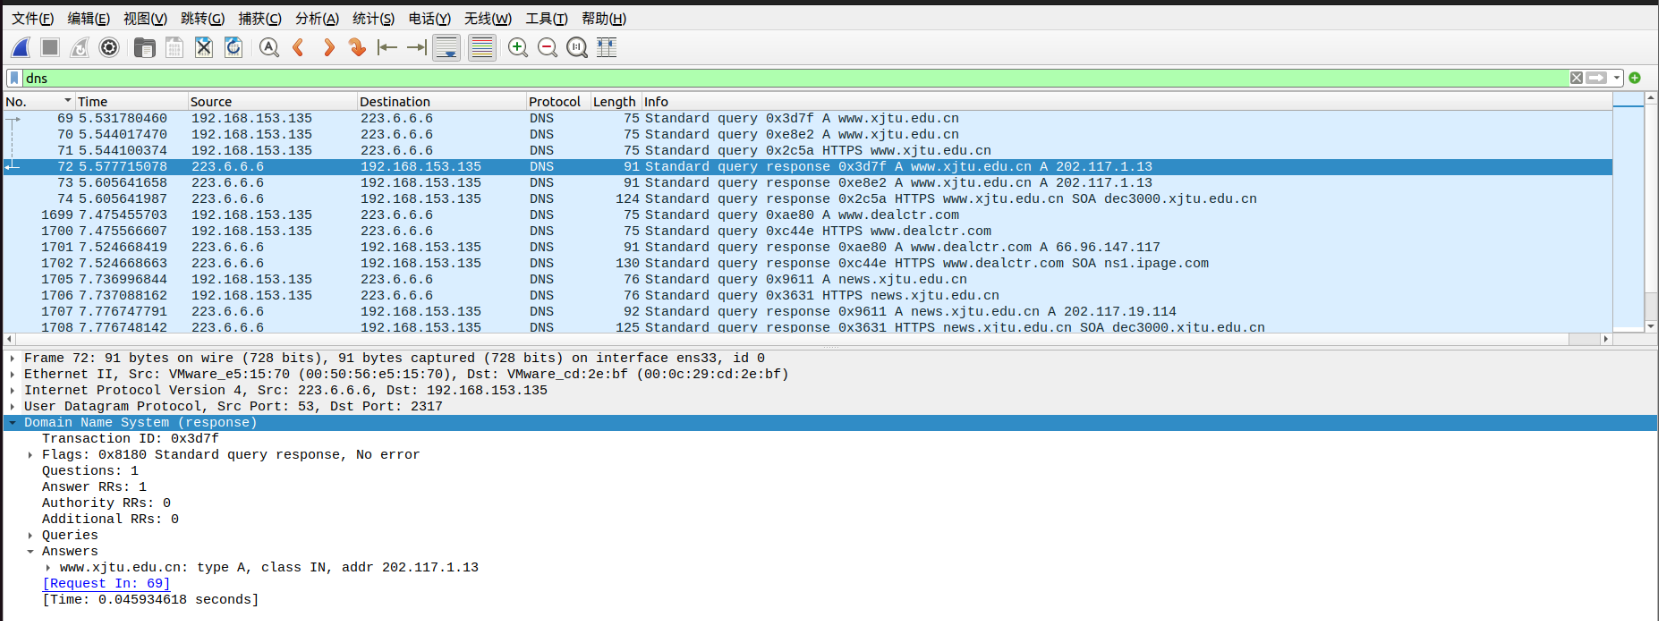 文件(F) 编辑(E) 视图(V) 跳转(G) 捕获(C) 分析(A) 统计(S) 电话(Y) 无线(W) 工具(T) 帮助(H)
dns
No. Time Source Destination Protocol Length Info
69 5.531780460 192.168.153.135 223.6.6.6 DNS 75 Standard query 0x3d7f A www.xjtu.edu.cn
70 5.544017470 192.168.153.135 223.6.6.6 DNS 75 Standard query 0xe8e2 A www.xjtu.edu.cn
71 5.544100374 192.168.153.135 223.6.6.6 DNS 75 Standard query 0x2c5a HTTPS www.xjtu.edu.cn
72 5.577715078 223.6.6.6 192.168.153.135 DNS 91 Standard query response 0x3d7f A www.xjtu.edu.cn A 202.117.1.13
73 5.605641658 223.6.6.6 192.168.153.135 DNS 91 Standard query response 0xe8e2 A www.xjtu.edu.cn A 202.117.1.13
74 5.605641987 223.6.6.6 192.168.153.135 DNS 124 Standard query response 0x2c5a HTTPS www.xjtu.edu.cn SOA dec3000.xjtu.edu.cn
1699 7.475455703 192.168.153.135 223.6.6.6 DNS 75 Standard query 0xae80 A www.dealctr.com
1700 7.475566607 192.168.153.135 223.6.6.6 DNS 75 Standard query 0xc44e HTTPS www.dealctr.com
1701 7.524668419 223.6.6.6 192.168.153.135 DNS 91 Standard query response 0xae80 A www.dealctr.com A 66.96.147.117
1702 7.524668663 223.6.6.6 192.168.153.135 DNS 130 Standard query response 0xc44e HTTPS www.dealctr.com SOA ns1.ipage.com
1705 7.736996844 192.168.153.135 223.6.6.6 DNS 76 Standard query 0x9611 A news.xjtu.edu.cn
1706 7.737088162 192.168.153.135 223.6.6.6 DNS 76 Standard query 0x3631 HTTPS news.xjtu.edu.cn
1707 7.776747791 223.6.6.6 192.168.153.135 DNS 92 Standard query response 0x9611 A news.xjtu.edu.cn A 202.117.19.114
1708 7.776748142 223.6.6.6 192.168.153.135 DNS 125 Standard query response 0x3631 HTTPS news.xjtu.edu.cn SOA dec3000.xjtu.edu.cn
Frame 72: 91 bytes on wire (728 bits), 91 bytes captured (728 bits) on interface ens33, id 0
Ethernet II, Src: VMware_e5:15:70 (00:50:56:e5:15:70), Dst: VMware_cd:2e:bf (00:0c:29:cd:2e:bf)
Internet Protocol Version 4, Src: 223.6.6.6, Dst: 192.168.153.135
User Datagram Protocol, Src Port: 53, Dst Port: 2317
Domain Name System (response)
Transaction ID: 0x3d7f
Flags: 0x8180 Standard query response, No error
Questions: 1
Answer RRs: 1
Authority RRs: 0
Additional RRs: 0
Queries
Answers
www.xjtu.edu.cn: type A, class IN, addr 202.117.1.13
[Request In: 69]
[Time: 0.045934618 seconds]